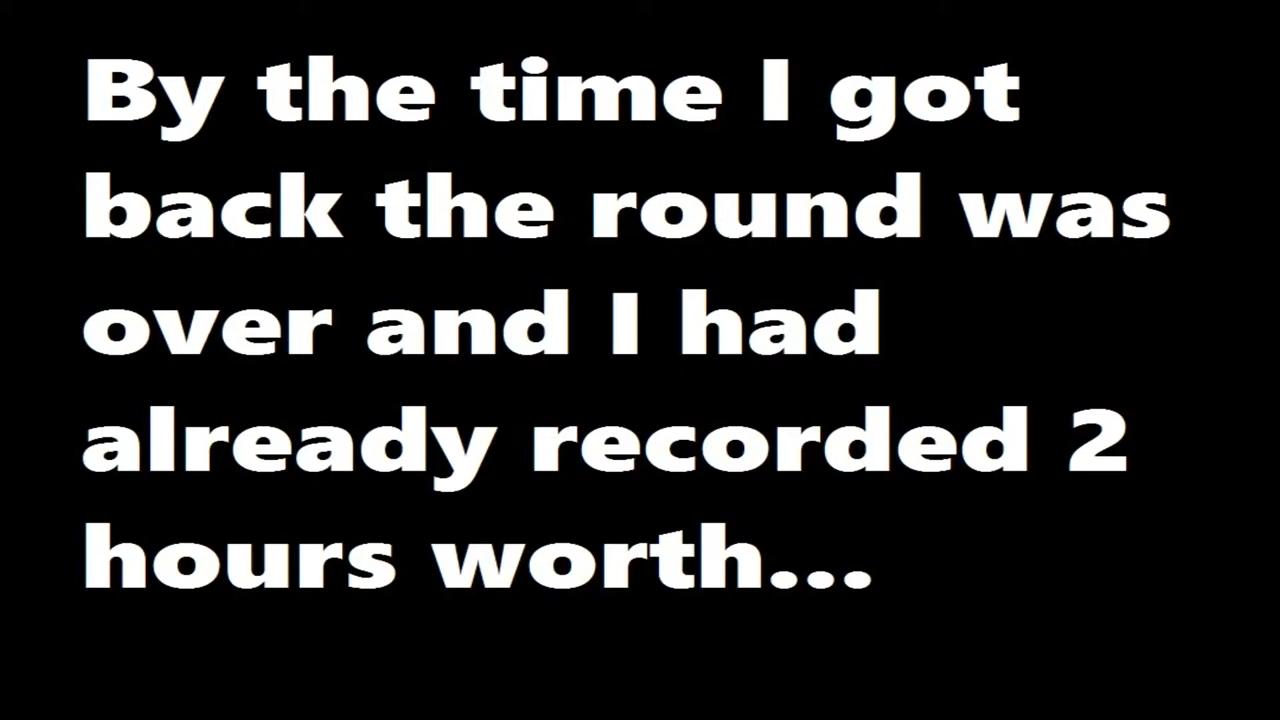 By the time I got
back the round was
over and I had
already recorded 2
hours worth...